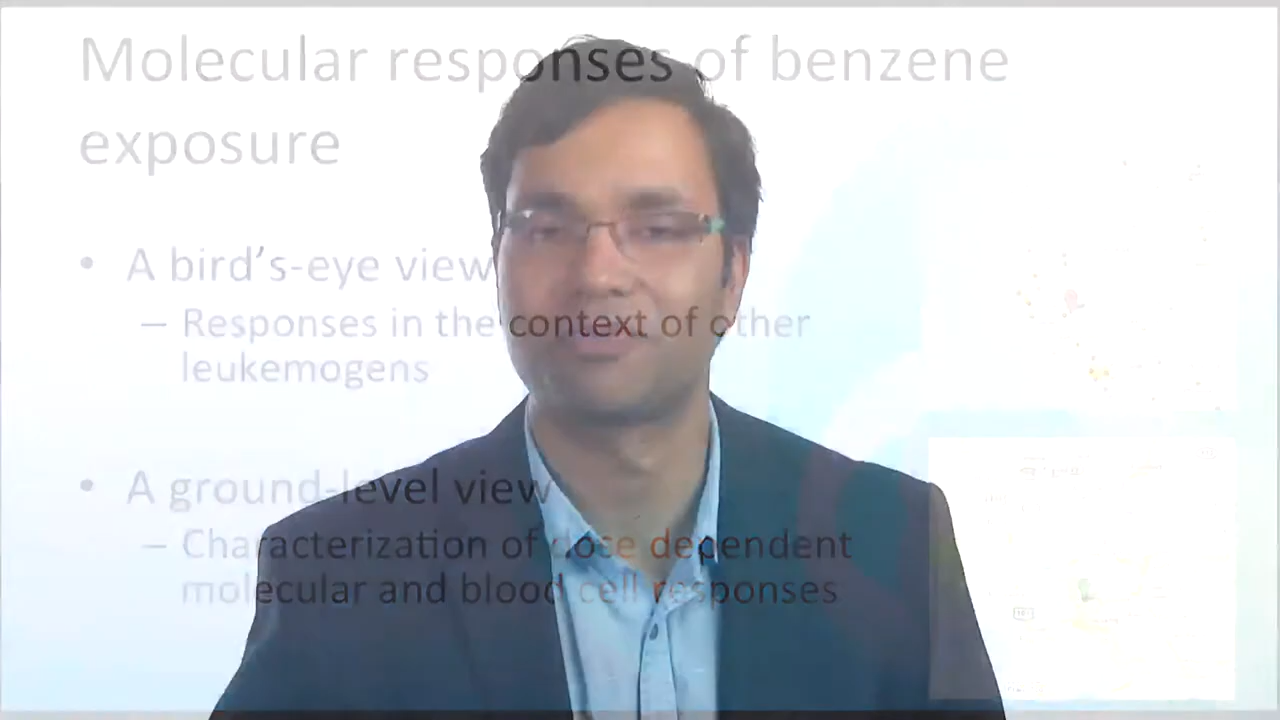 Molecular responses of benzene
exposure
• A bird's-eye view
– Responses in the context of other
leukemogens
• A ground-level view
– Characterization of dose dependent
molecular and blood cell responses